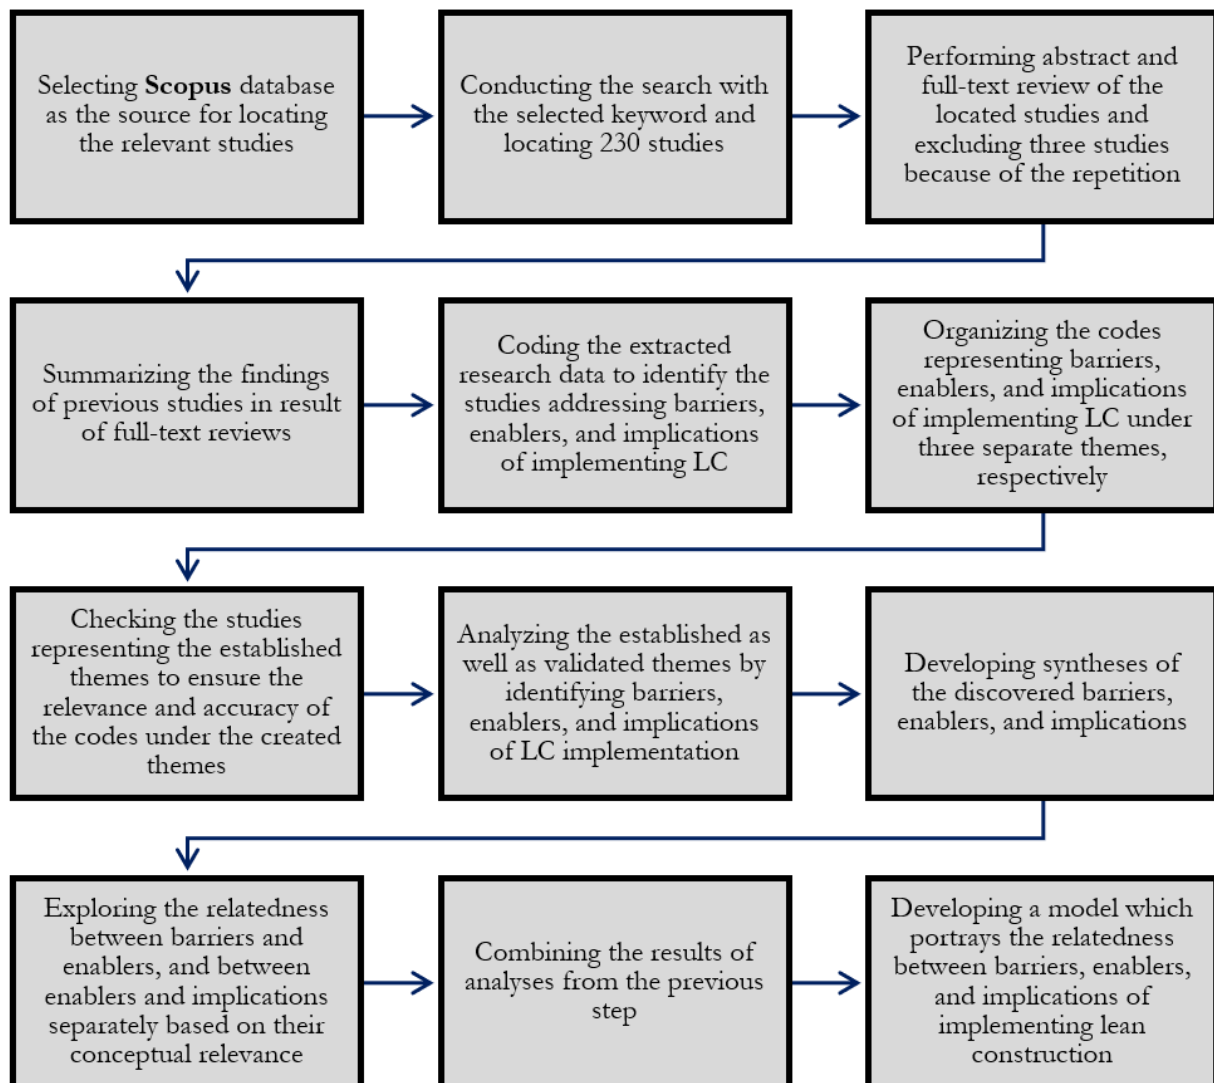 Selecting Scopus database
as the source for locating
the relevant studies
Conducting the search with
the selected keyword and
locating 230 studies
Performing abstract and
full-text review of the
located studies and
excluding three studies
because of the repetition
Summarizing the findings
of previous studies in result
of full-text reviews
Coding the extracted
research data to identify the
studies addressing barriers,
enablers, and implications
of implementing LC
Organizing the codes
representing barriers,
enablers, and implications
of implementing LC under
three separate themes,
respectively
Checking the studies
representing the established
themes to ensure the
relevance and accuracy of
the codes under the created
themes
Analyzing the established as
well as validated themes by
identifying barriers,
enablers, and implications
of LC implementation
Developing syntheses of
the discovered barriers,
enablers, and implications
Exploring the relatedness
between barriers and
enablers, and between
enablers and implications
separately based on their
conceptual relevance
Combining the results of
analyses from the previous
step
Developing a model which
portrays the relatedness
between barriers, enablers,
and implications of
implementing lean
construction